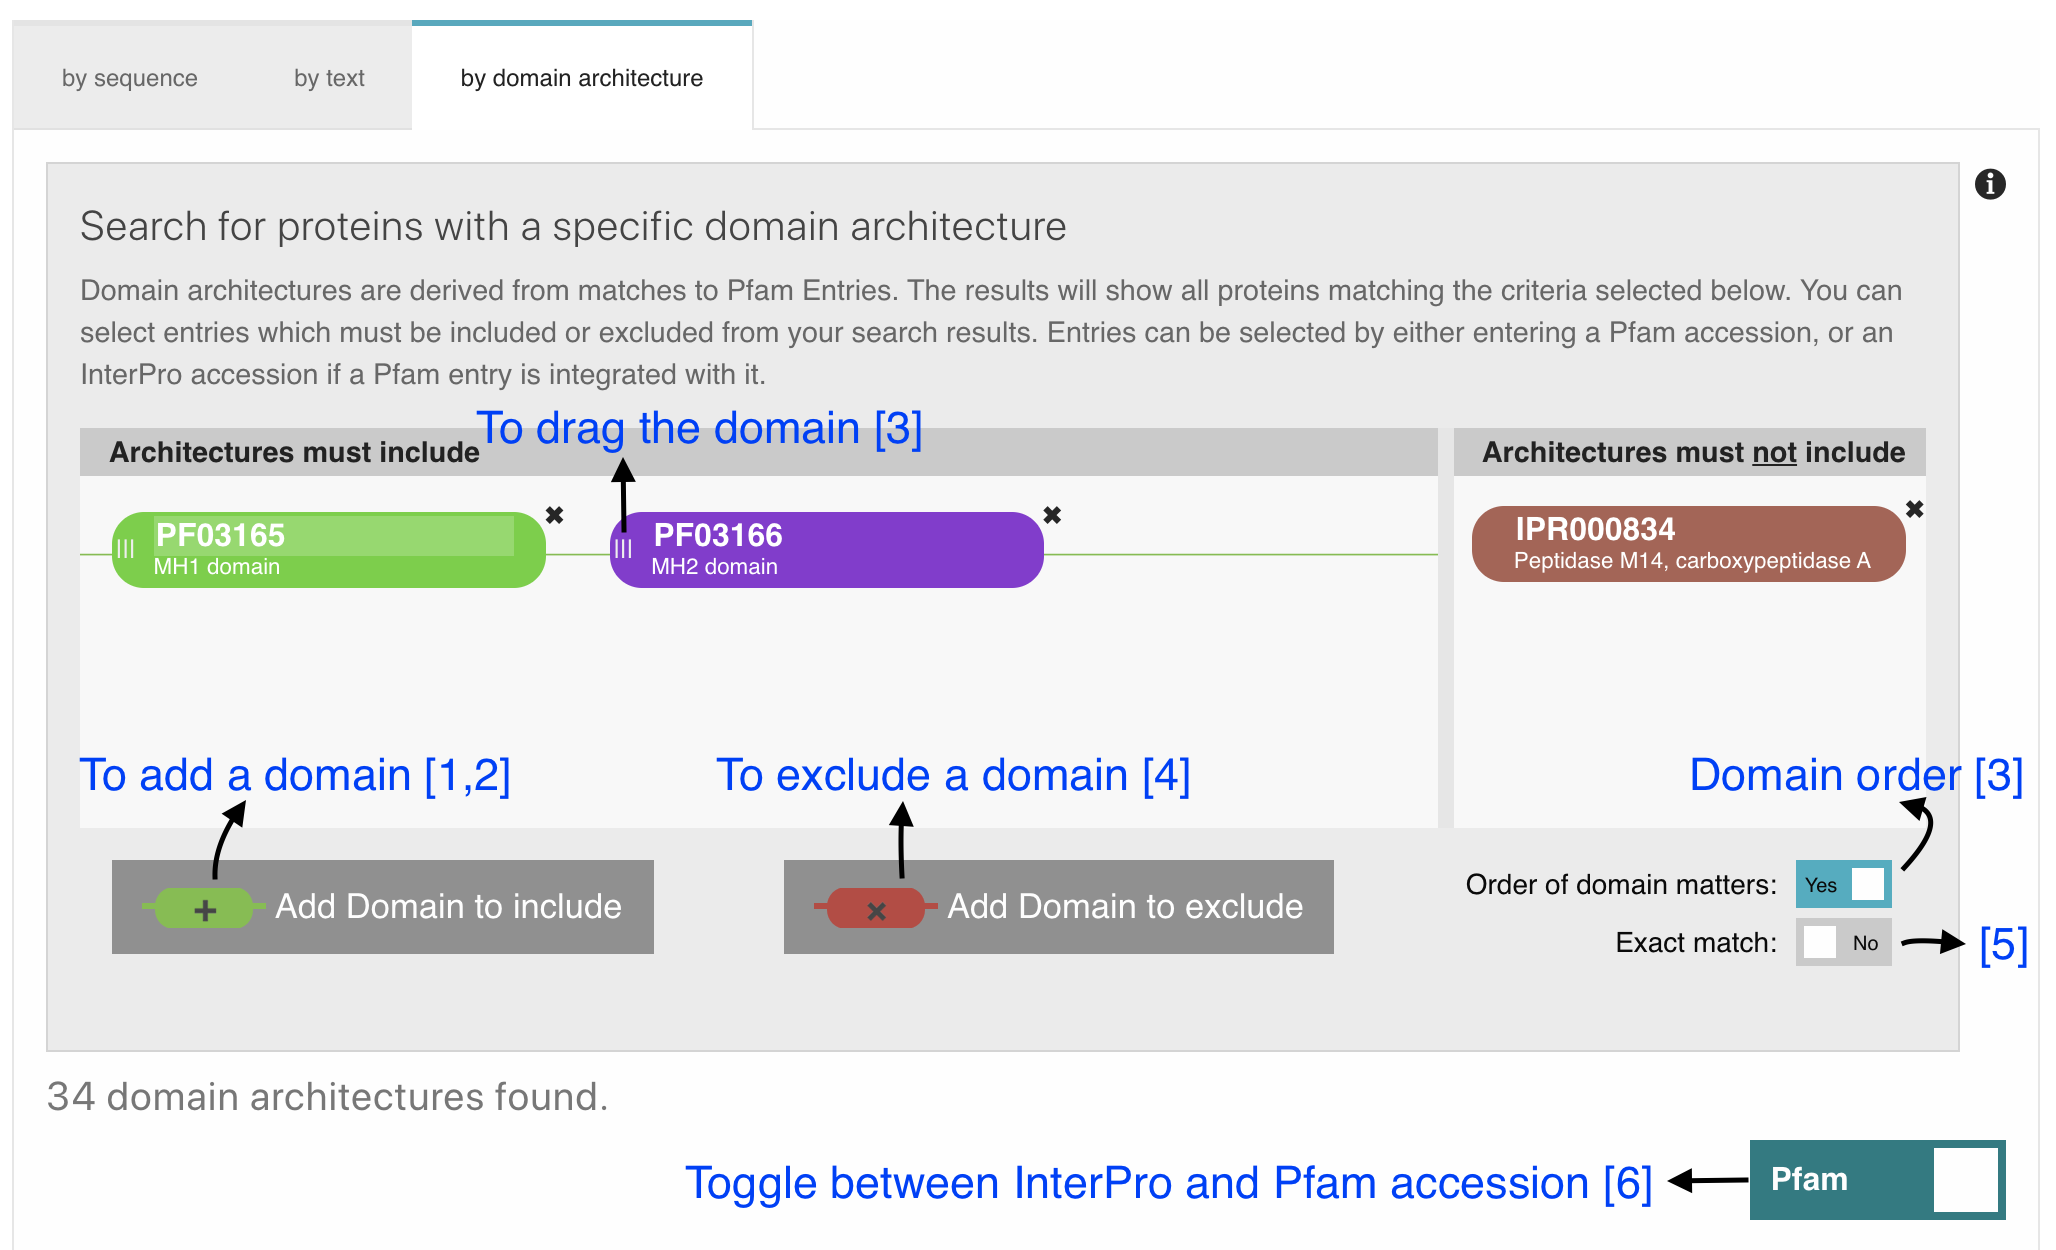 by sequence by text by domain architecture
Search for proteins with a specific domain architecture
Domain architectures are derived from matches to Pfam Entries. The results will show all proteins matching the criteria selected below. You can
select entries which must be included or excluded from your search results. Entries can be selected by either entering a Pfam accession, or an
InterPro accession if a Pfam entry is integrated with it.
To drag the domain [3]
Architectures must include
Architectures must not include
PF03165
MH1 domain
PF03166
MH2 domain
IPR000834
Peptidase M14, carboxypeptidase A
To add a domain [1,2]
To exclude a domain [4]
Domain order [3]
Add Domain to include
Add Domain to exclude
Order of domain matters: Yes
Exact match: No
[5]
34 domain architectures found.
Toggle between InterPro and Pfam accession [6]
Pfam